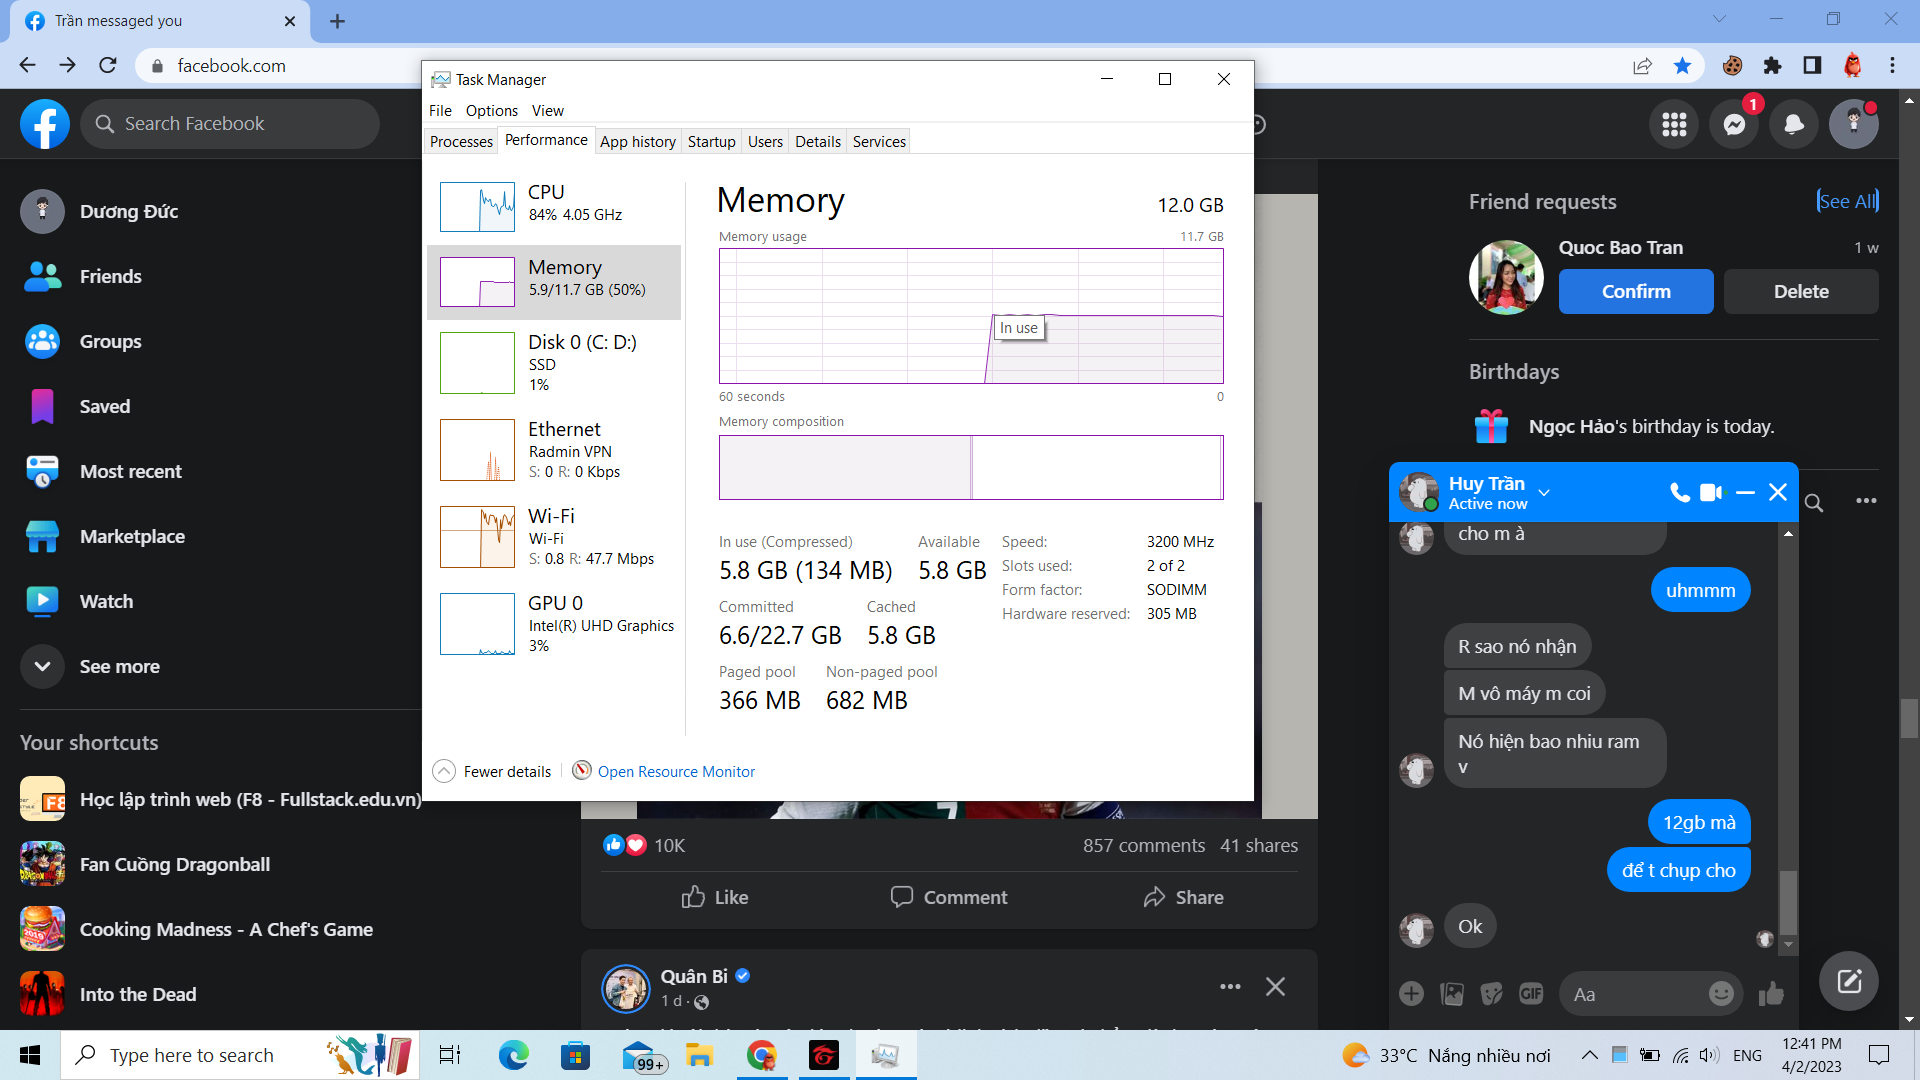 Trần messaged you
facebook.com
Search Facebook
1
Dương Đức
Friends
Groups
Saved
Most recent
Marketplace
Watch
See more
Your shortcuts
Học lập trình web (F8 - Fullstack.edu.vn)
Fan Cuồng Dragonball
Cooking Madness - A Chef's Game
Into the Dead
Task Manager
File Options View
Processes Performance App history Startup Users Details Services
CPU
84% 4.05 GHz
Memory
5.9/11.7 GB (50%)
Disk 0 (C: D:)
SSD
1%
Ethernet
Radmin VPN
S: 0 R: 0 Kbps
Wi-Fi
Wi-Fi
S: 0.8 R: 47.7 Mbps
GPU 0
Intel(R) UHD Graphics
3%
Memory 12.0 GB
Memory usage 11.7 GB
In use
60 seconds 0
Memory composition
In use (Compressed) Available
5.8 GB (134 MB) 5.8 GB
Committed Cached
6.6/22.7 GB 5.8 GB
Paged pool Non-paged pool
366 MB 682 MB
Speed: 3200 MHz
Slots used: 2 of 2
Form factor: SODIMM
Hardware reserved: 305 MB
Fewer details Open Resource Monitor
7
10K 857 comments 41 shares
Like Comment Share
Quân Bi
1 d ·
Friend requests See All
Quoc Bao Tran 1 w
Confirm Delete
Birthdays
Ngọc Hảo's birthday is today.
Huy Trần
Active now
cho m à
uhmmm
R sao nó nhận
M vô máy m coi
Nó hiện bao nhiu ram
v
12gb mà
để t chụp cho
Ok
GIF Aa
Type here to search
99+
33°C Nắng nhiều nơi
ENG
12:41 PM
4/2/2023